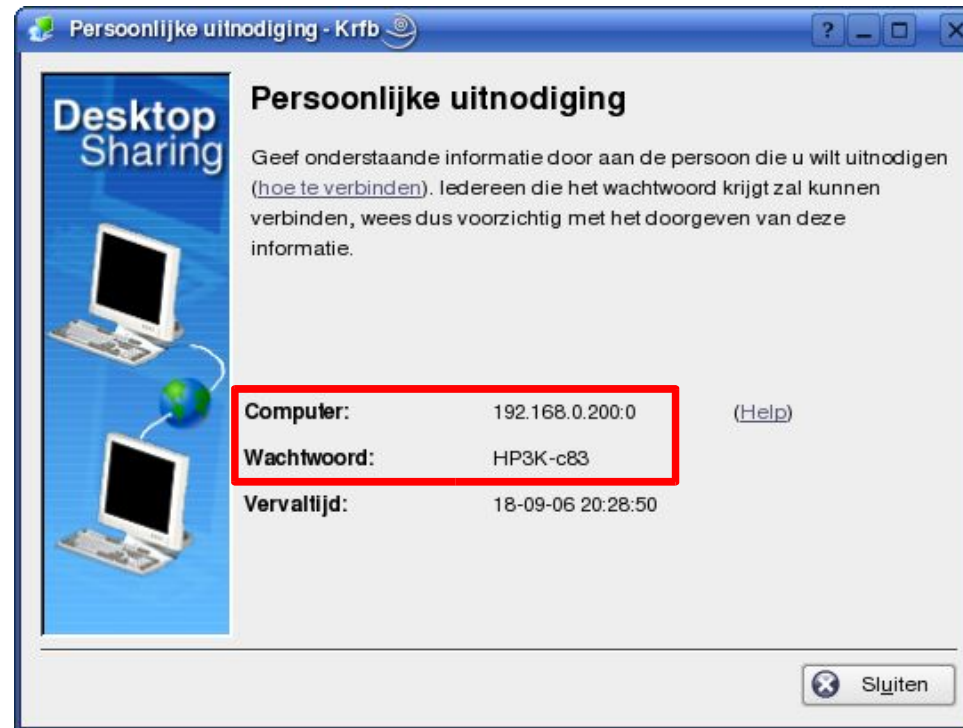 Persoonlijke uitnodiging - Krfb
Desktop
Sharing
Persoonlijke uitnodiging
Geef onderstaande informatie door aan de persoon die u wilt uitnodigen
(hoe te verbinden). Iedereen die het wachtwoord krijgt zal kunnen
verbinden, wees dus voorzichtig met het doorgeven van deze
informatie.
Computer: 192.168.0.200:0 (Help)
Wachtwoord: HP3K-c83
Vervaltijd: 18-09-06 20:28:50
Sluiten